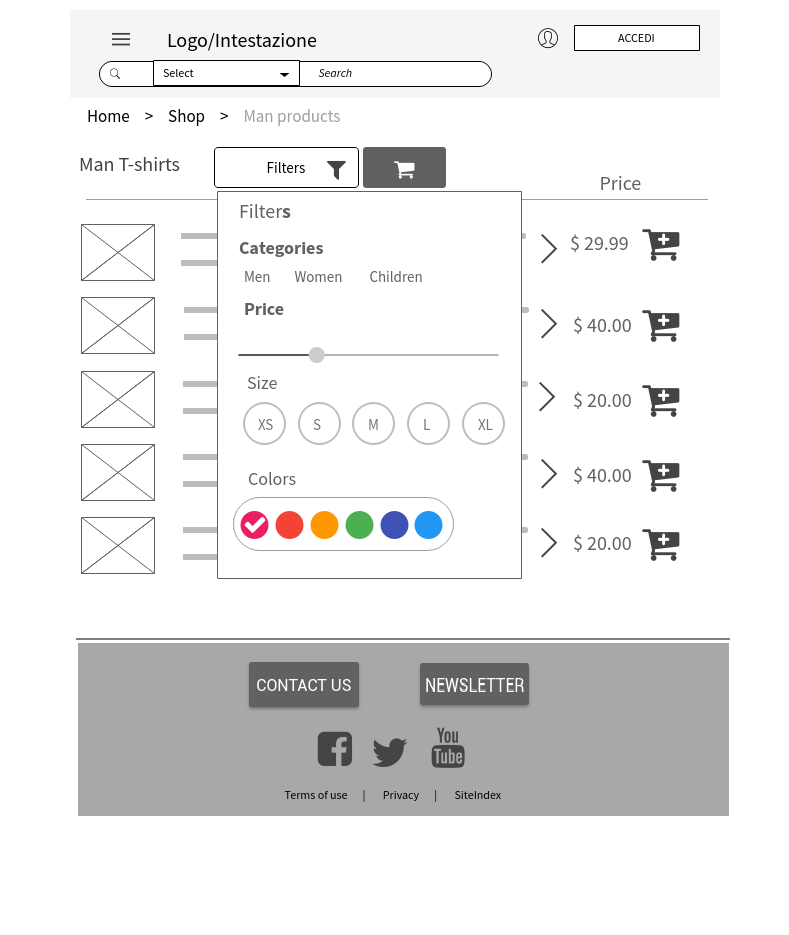 Logo/Intestazione
ACCEDI
Select
Search
Home > Shop > Man products
Man T-shirts
Filters
Price
Filters
Categories
Men Women Children
Price
Size
XS S M L XL
Colors
$ 29.99
$ 40.00
$ 20.00
$ 40.00
$ 20.00
CONTACT US
NEWSLETTER
You
Tube
Terms of use | Privacy | SiteIndex